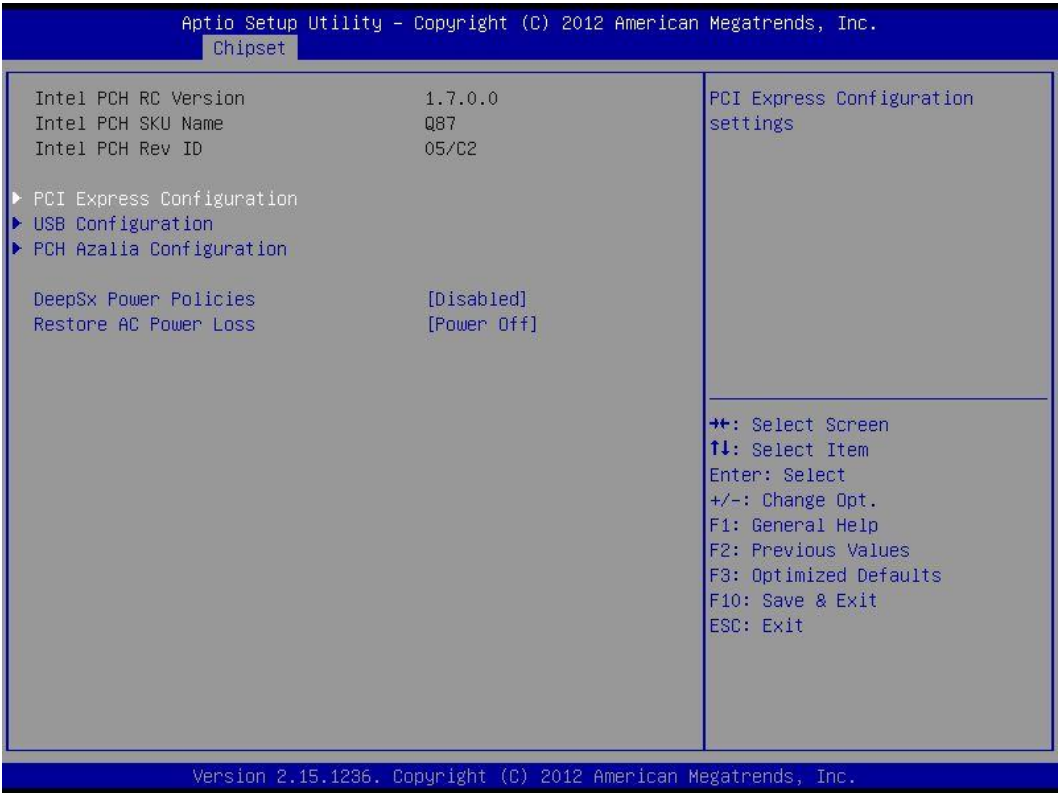 Aptio Setup Utility – Copyright (C) 2012 American Megatrends, Inc.
Chipset
Intel PCH RC Version 1.7.0.0
Intel PCH SKU Name Q87
Intel PCH Rev ID 05/C2
▶ PCI Express Configuration
▶ USB Configuration
▶ PCH Azalia Configuration
DeepSx Power Policies [Disabled]
Restore AC Power Loss [Power Off]
PCI Express Configuration
settings
→←: Select Screen
↑↓: Select Item
Enter: Select
+/-: Change Opt.
F1: General Help
F2: Previous Values
F3: Optimized Defaults
F10: Save & Exit
ESC: Exit
Version 2.15.1236. Copyright (C) 2012 American Megatrends, Inc.